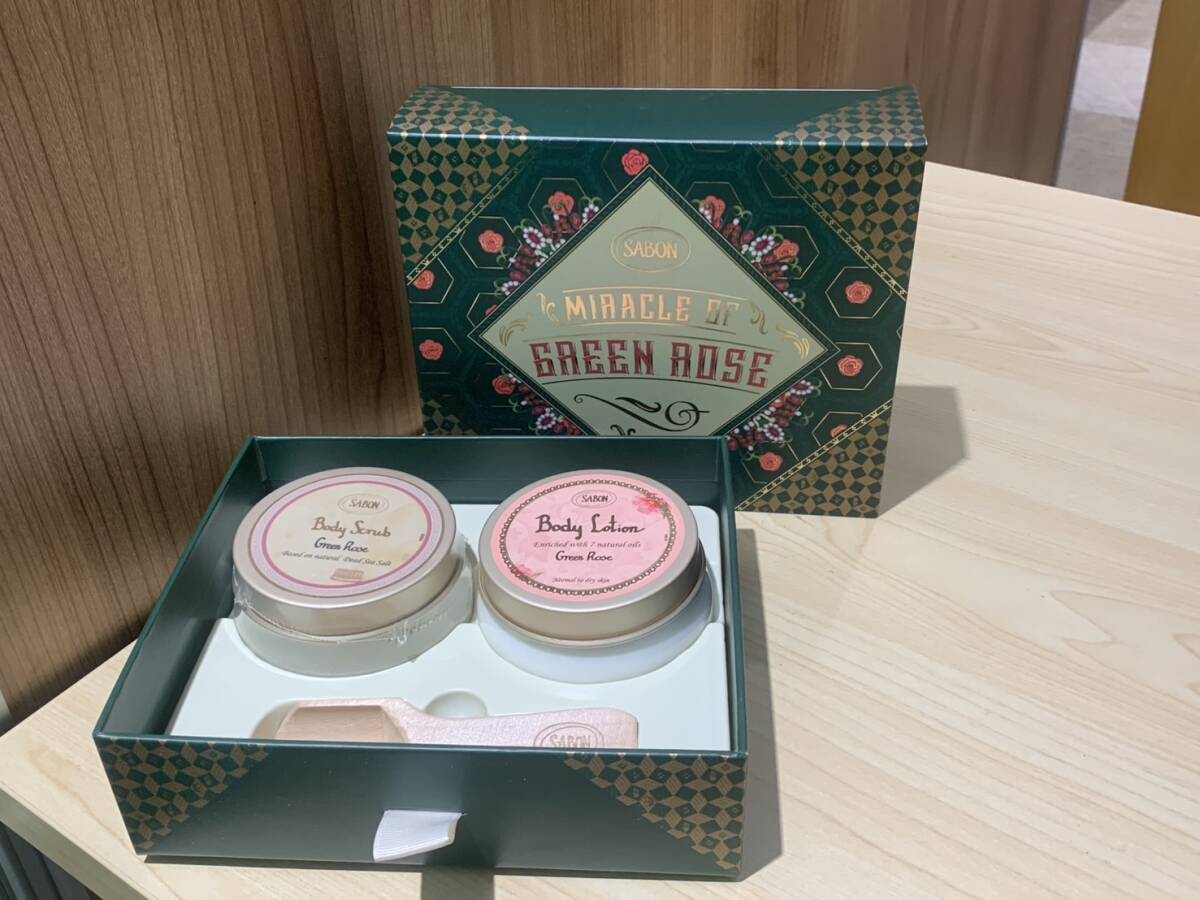 SABON
MIRACLE OF
GREEN ROSE
SABON
Body Scrub
Green Rose
Based on natural Dead Sea Salt
SABON
Body Lotion
Enriched with 7 natural oils
Green Rose
Normal to dry skin
SABON